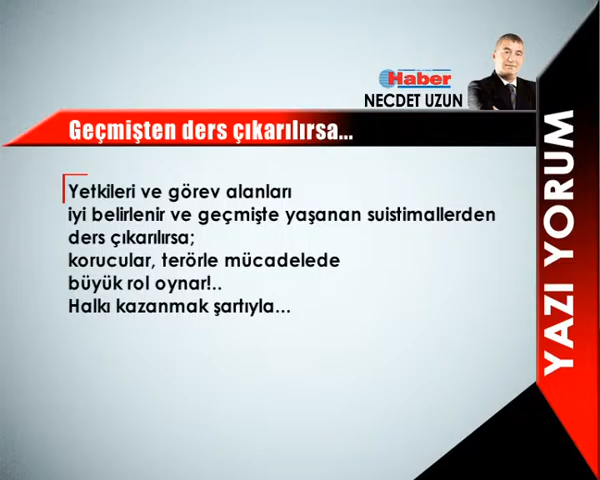 Haber
NECDET UZUN
Geçmişten ders çıkarılırsa...
Yetkileri ve görev alanları
iyi belirlenir ve geçmişte yaşanan suistimallerden
ders çıkarılırsa;
korucular, terörle mücadelede
büyük rol oynar!..
Halkı kazanmak şartıyla...
YAZI YORUM